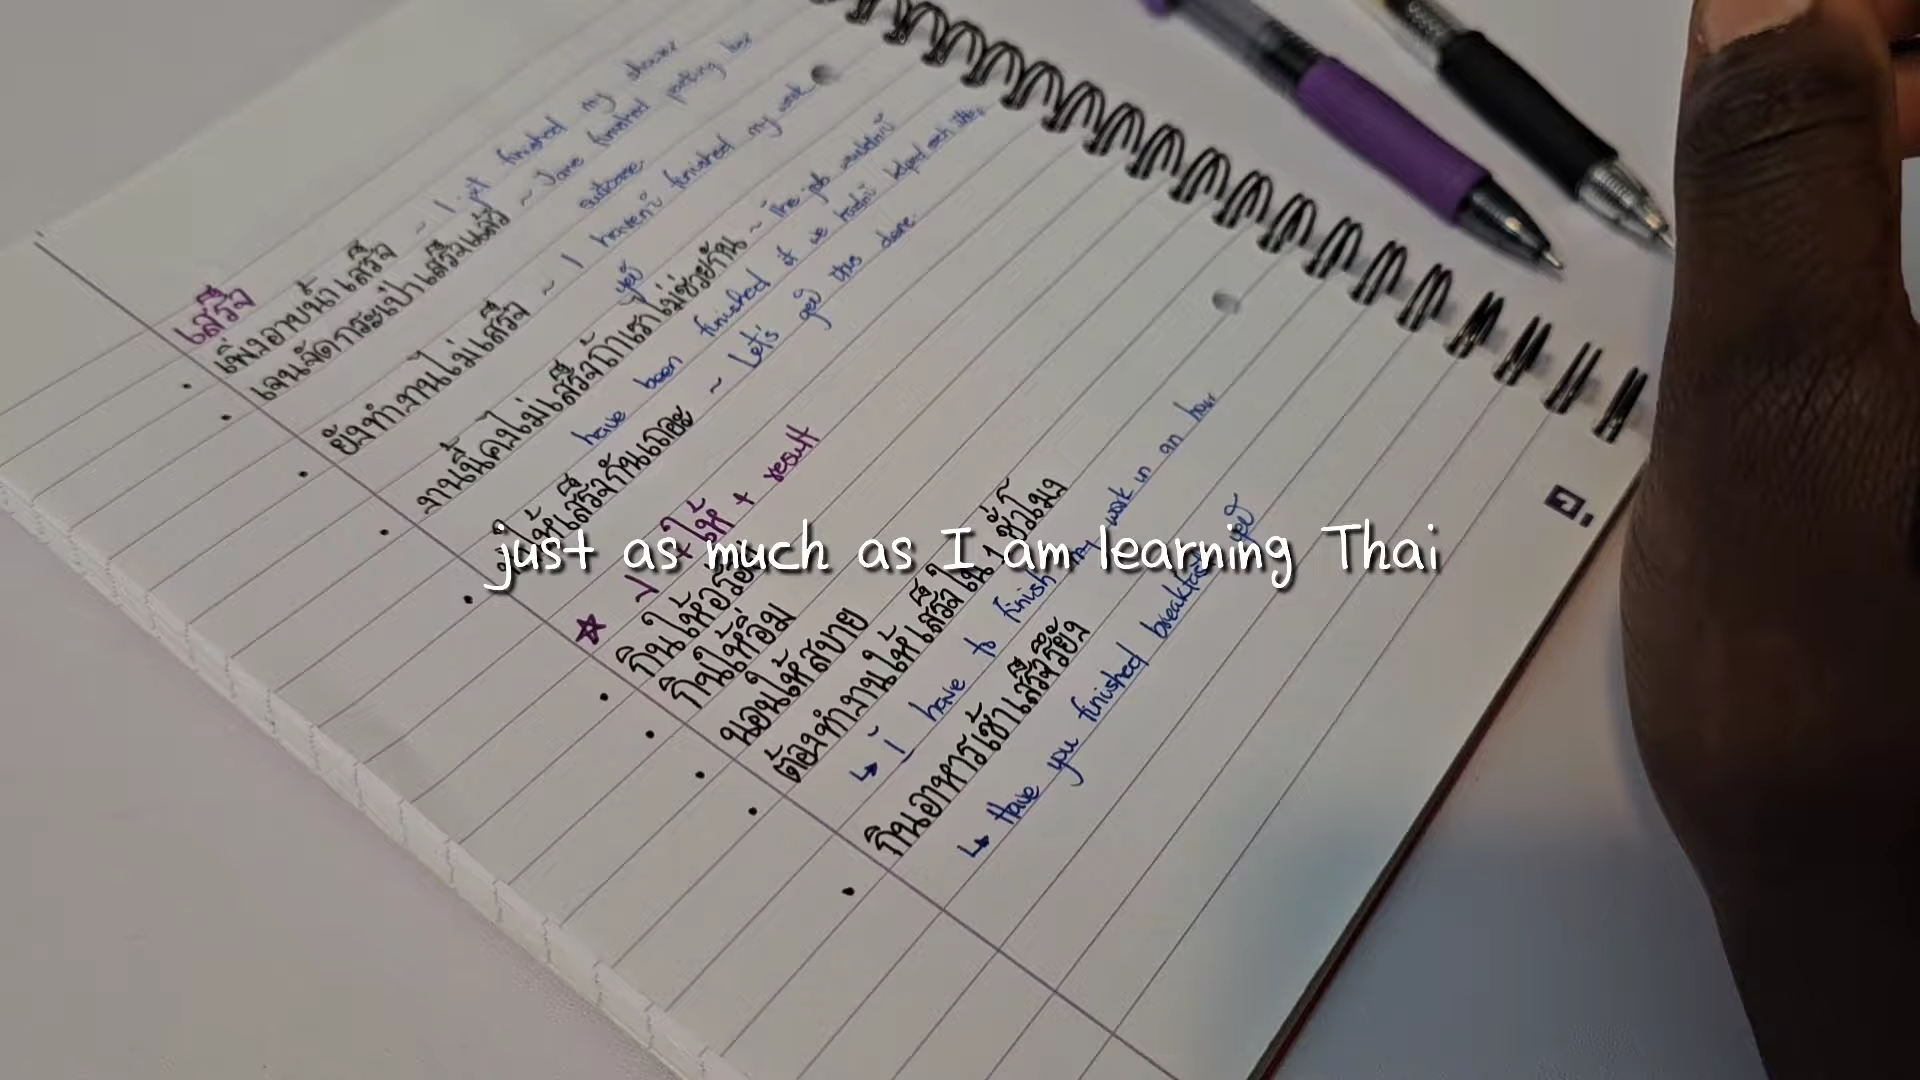 เสร็จ
เพิ่งอาบน้ำเสร็จ ~ I just finished my shower
เจนจัดกระเป๋าเสร็จแล้ว ~ Jane finished packing her
suitcase
ยังทำงานไม่เสร็จ ~ I haven't finished my work
yet
งานนี้คงไม่เสร็จถ้าเราไม่ช่วยกัน ~ The job wouldn't
have been finished if we hadn't helped each other
ให้เสร็จกันเถอะ ~ Let's get this done.
☆ V + ให้ + result
กินให้อร่อย
กินให้อิ่ม
นอนให้สบาย
ต้องทำงานให้เสร็จใน 1 ชั่วโมง
↳ I have to finish my work in an hour
กินอาหารเช้าเสร็จรึยัง
↳ Have you finished breakfast yet
just as much as I am learning Thai